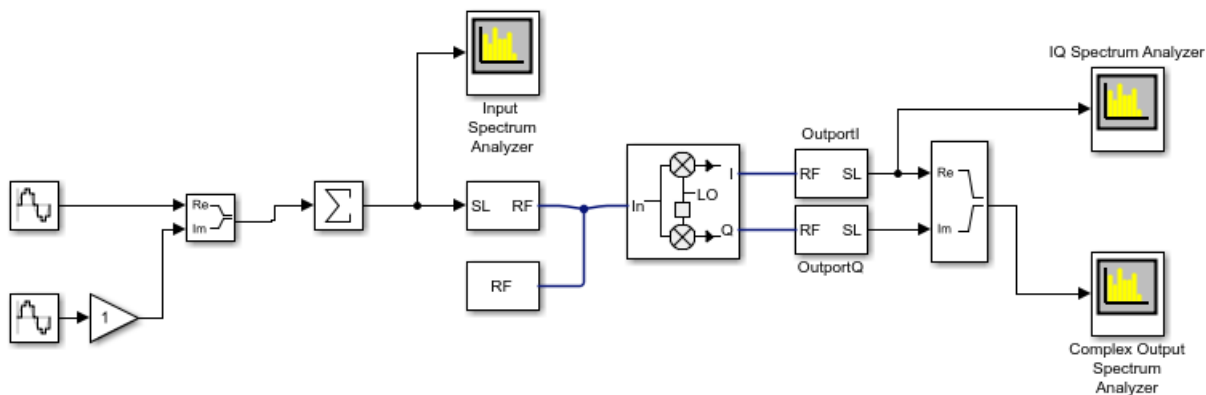 IQ Spectrum Analyzer
Input
Spectrum
Analyzer
OutportI
Re
Im
SL RF
In
LO
I
Q
RF SL
RF SL
OutportQ
Re
Im
RF
1
Complex Output
Spectrum
Analyzer